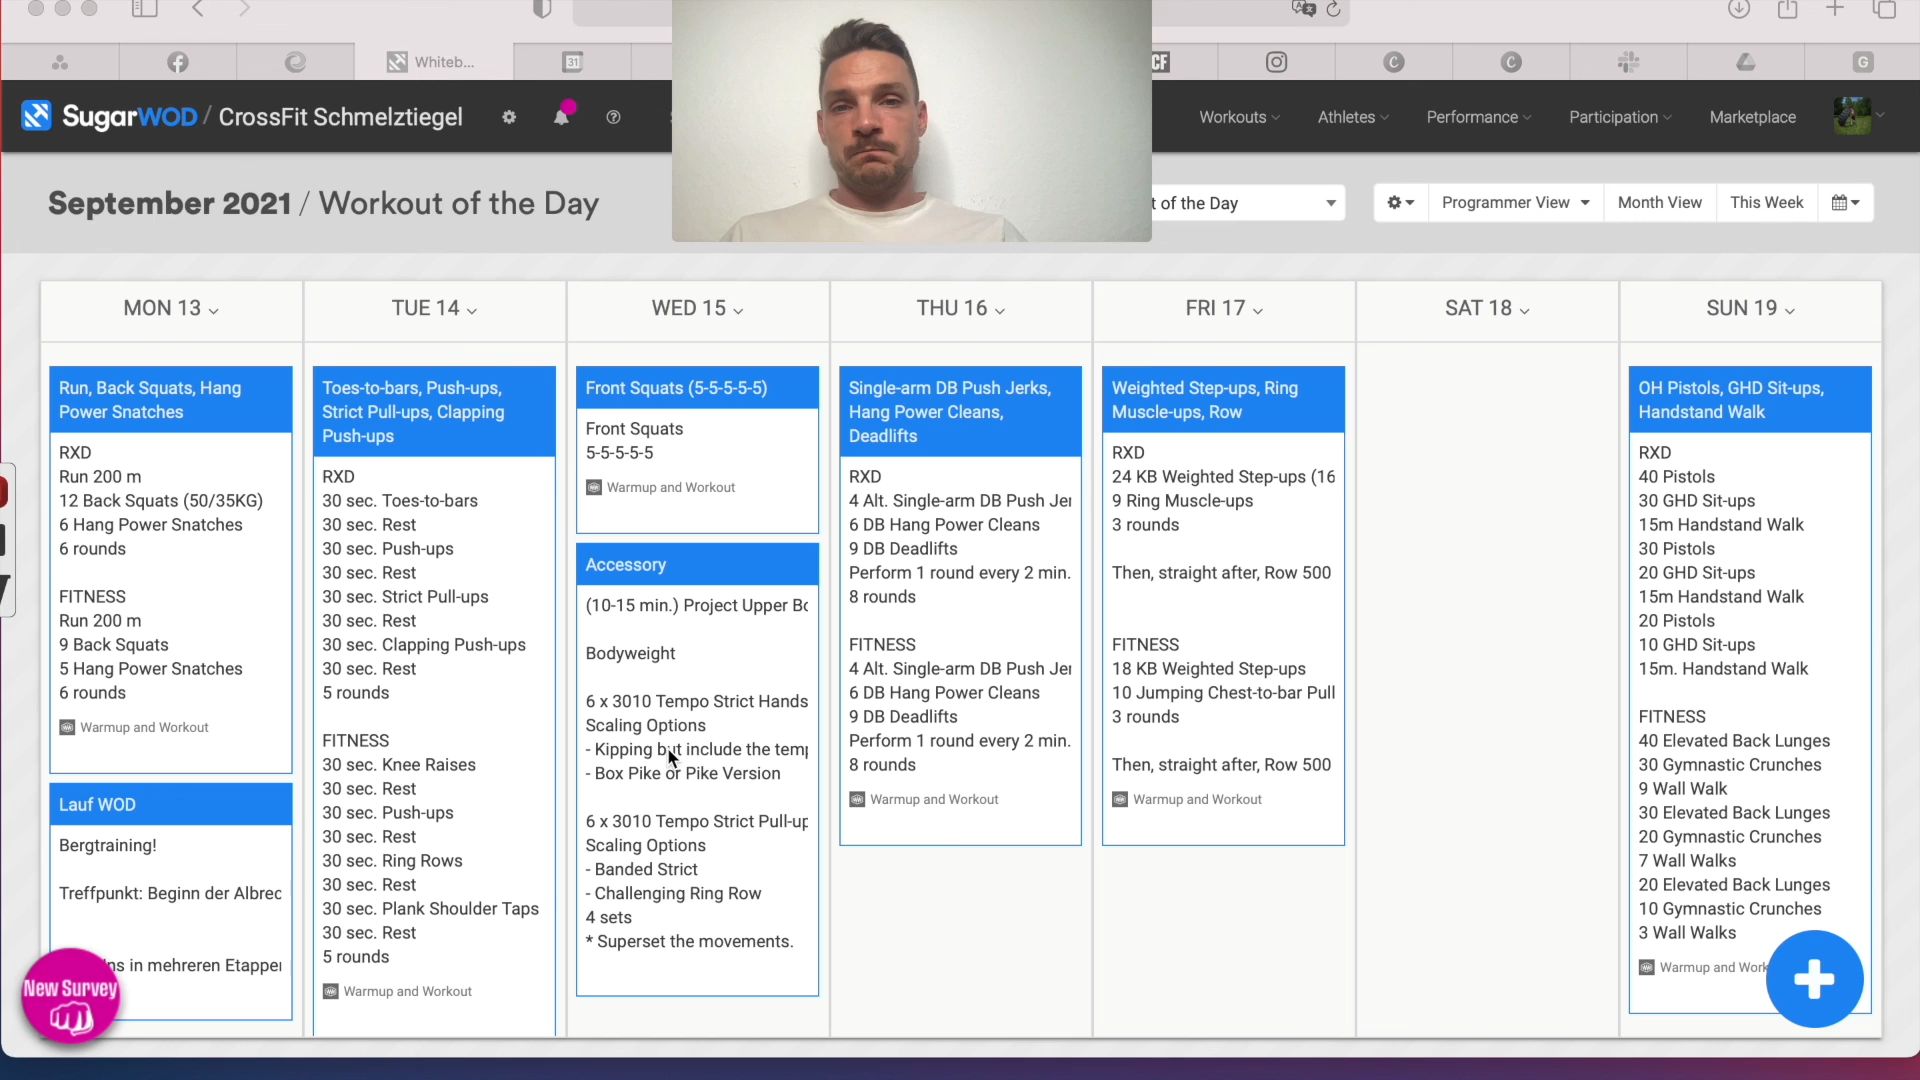 Whiteb...
31
CF
C
C
G
SugarWOD / CrossFit Schmelztiegel
Workouts
Athletes
Performance
Participation
Marketplace
September 2021 / Workout of the Day
t of the Day
Programmer View
Month View
This Week
MON 13
TUE 14
WED 15
THU 16
FRI 17
SAT 18
SUN 19
Run, Back Squats, Hang
Power Snatches
RXD
Run 200 m
12 Back Squats (50/35KG)
6 Hang Power Snatches
6 rounds
FITNESS
Run 200 m
9 Back Squats
5 Hang Power Snatches
6 rounds
Warmup and Workout
Lauf WOD
Bergtraining!
Treffpunkt: Beginn der Albrec
ns in mehreren Etapper
New Survey
Toes-to-bars, Push-ups,
Strict Pull-ups, Clapping
Push-ups
RXD
30 sec. Toes-to-bars
30 sec. Rest
30 sec. Push-ups
30 sec. Rest
30 sec. Strict Pull-ups
30 sec. Rest
30 sec. Clapping Push-ups
30 sec. Rest
5 rounds
FITNESS
30 sec. Knee Raises
30 sec. Rest
30 sec. Push-ups
30 sec. Rest
30 sec. Ring Rows
30 sec. Rest
30 sec. Plank Shoulder Taps
30 sec. Rest
5 rounds
Warmup and Workout
Front Squats (5-5-5-5-5)
Front Squats
5-5-5-5-5
Warmup and Workout
Accessory
(10-15 min.) Project Upper Bo
Bodyweight
6 x 3010 Tempo Strict Hands
Scaling Options
- Kipping but include the temp
- Box Pike or Pike Version
6 x 3010 Tempo Strict Pull-up
Scaling Options
- Banded Strict
- Challenging Ring Row
4 sets
* Superset the movements.
Single-arm DB Push Jerks,
Hang Power Cleans,
Deadlifts
RXD
4 Alt. Single-arm DB Push Jer
6 DB Hang Power Cleans
9 DB Deadlifts
Perform 1 round every 2 min.
8 rounds
FITNESS
4 Alt. Single-arm DB Push Jer
6 DB Hang Power Cleans
9 DB Deadlifts
Perform 1 round every 2 min.
8 rounds
Warmup and Workout
Weighted Step-ups, Ring
Muscle-ups, Row
RXD
24 KB Weighted Step-ups (16
9 Ring Muscle-ups
3 rounds
Then, straight after, Row 500
FITNESS
18 KB Weighted Step-ups
10 Jumping Chest-to-bar Pull
3 rounds
Then, straight after, Row 500
Warmup and Workout
OH Pistols, GHD Sit-ups,
Handstand Walk
RXD
40 Pistols
30 GHD Sit-ups
15m Handstand Walk
30 Pistols
20 GHD Sit-ups
15m Handstand Walk
20 Pistols
10 GHD Sit-ups
15m. Handstand Walk
FITNESS
40 Elevated Back Lunges
30 Gymnastic Crunches
9 Wall Walk
30 Elevated Back Lunges
20 Gymnastic Crunches
7 Wall Walks
20 Elevated Back Lunges
10 Gymnastic Crunches
3 Wall Walks
Warmup and Work